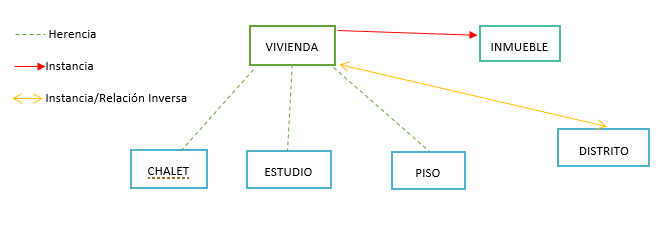 Herencia
VIVIENDA
INMUEBLE
Instancia
Instancia/Relación Inversa
DISTRITO
CHALET
ESTUDIO
PISO